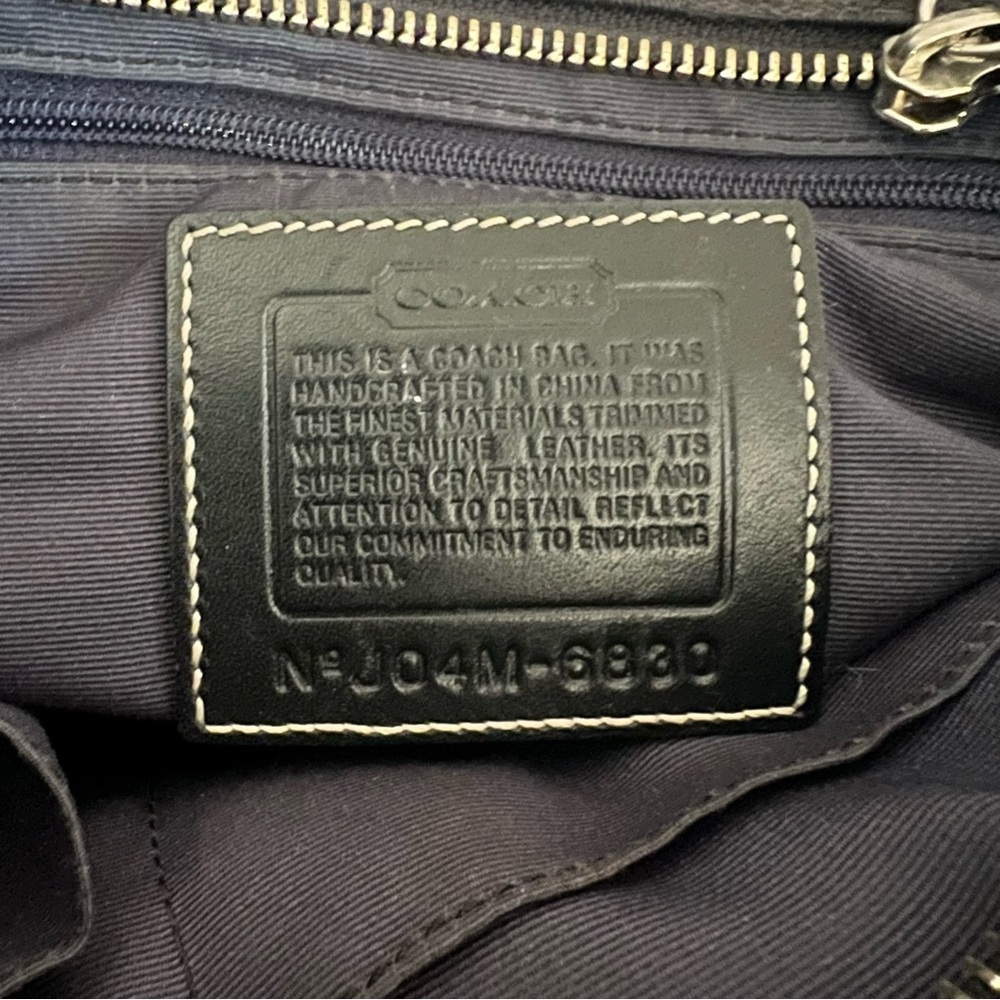 COACH
THIS IS A COACH BAG. IT WAS
HANDCRAFTED IN CHINA FROM
THE FINEST MATERIALS TRIMMED
WITH GENUINE LEATHER. ITS
SUPERIOR CRAFTSMANSHIP AND
ATTENTION TO DETAIL REFLECT
OUR COMMITMENT TO ENDURING
QUALITY.
Nº J04M-6830